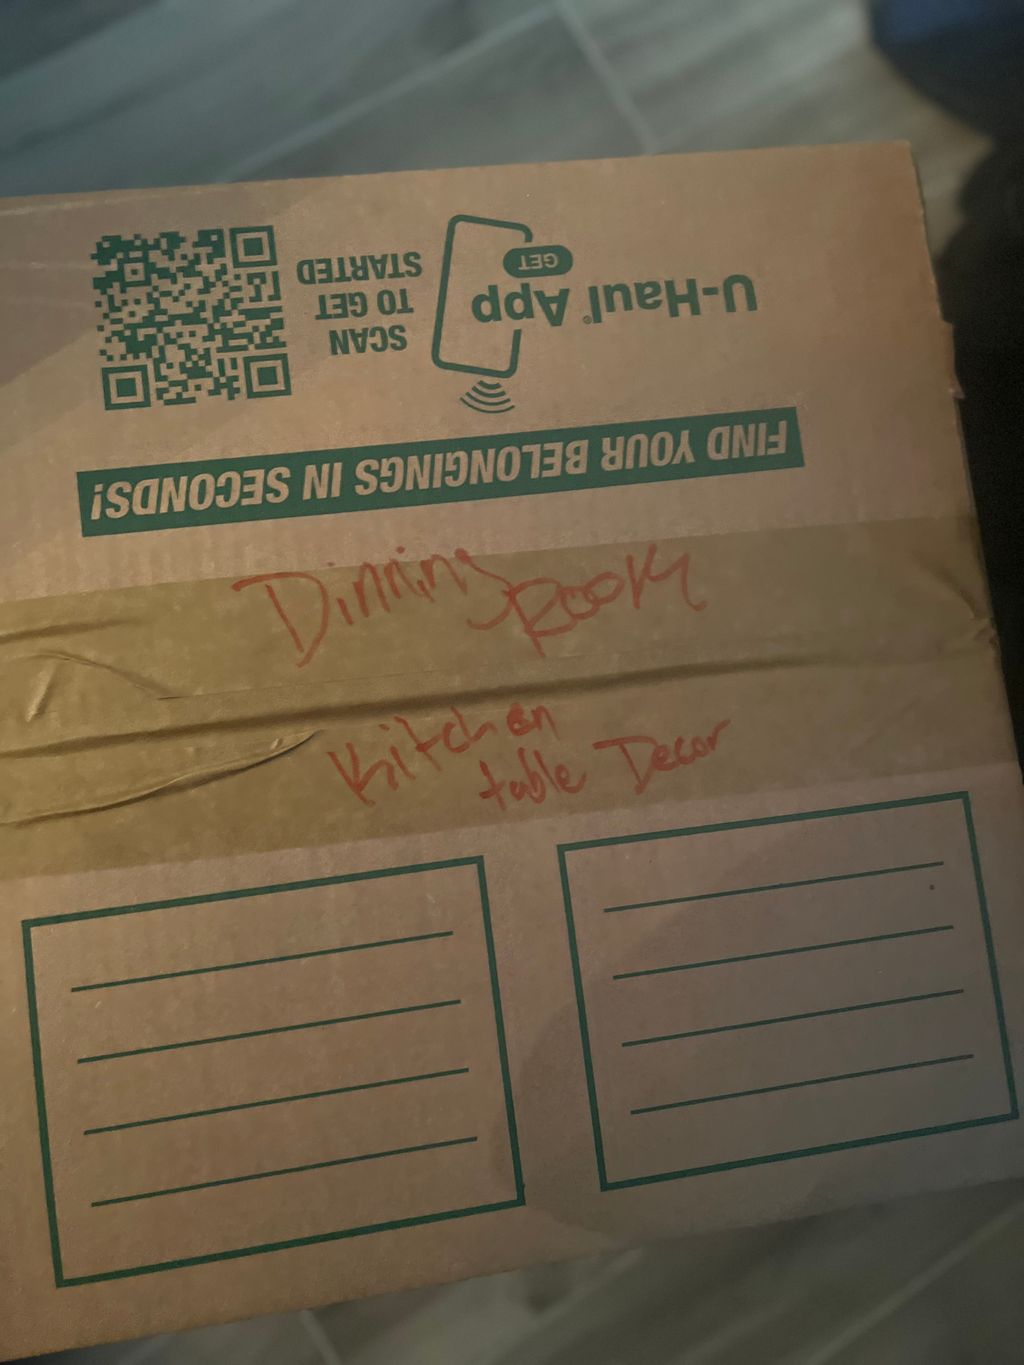 U-Haul® App
GET
SCAN
TO GET
STARTED
FIND YOUR BELONGINGS IN SECONDS!
Dinning Room
Kitchen
table Decor